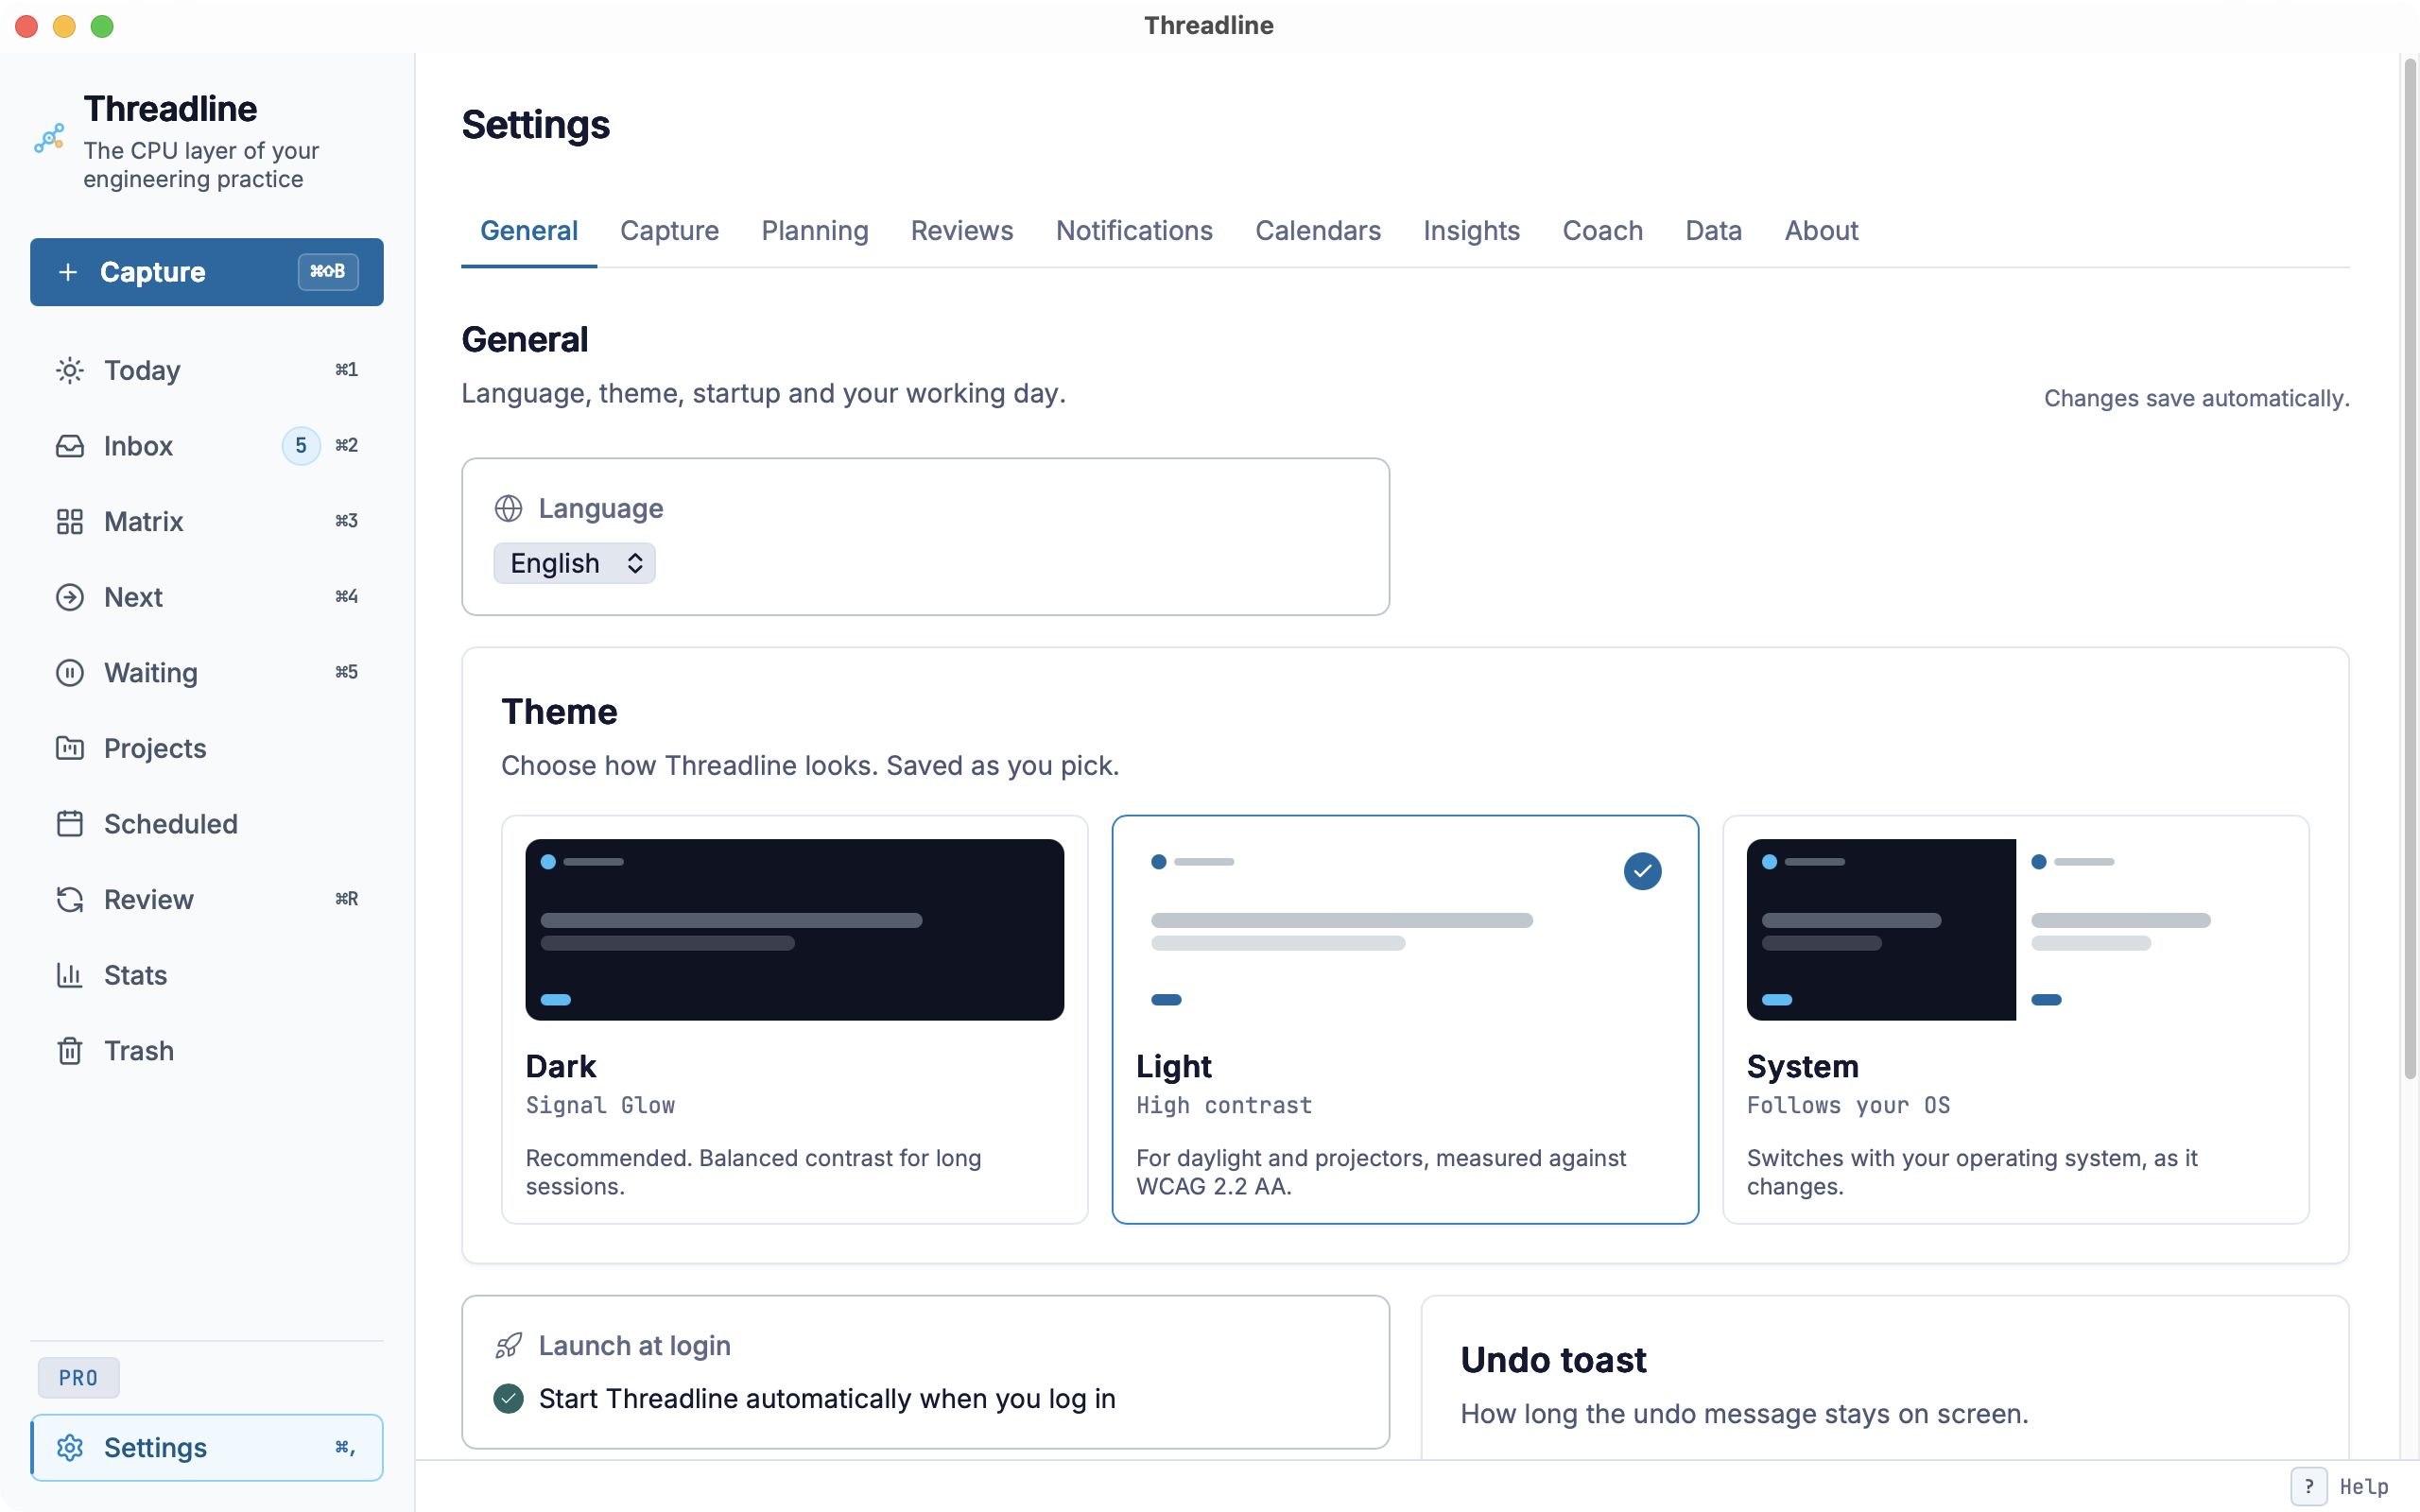 Threadline
Threadline
The CPU layer of your
engineering practice
Capture ⌘⇧B
Today ⌘1
Inbox 5 ⌘2
Matrix ⌘3
Next ⌘4
Waiting ⌘5
Projects
Scheduled
Review ⌘R
Stats
Trash
PRO
Settings ⌘,
Settings
General Capture Planning Reviews Notifications Calendars Insights Coach Data About
General
Language, theme, startup and your working day.
Changes save automatically.
Language
English
Theme
Choose how Threadline looks. Saved as you pick.
Dark
Signal Glow
Recommended. Balanced contrast for long
sessions.
Light
High contrast
For daylight and projectors, measured against
WCAG 2.2 AA.
System
Follows your OS
Switches with your operating system, as it
changes.
Launch at login
Start Threadline automatically when you log in
Undo toast
How long the undo message stays on screen.
? Help